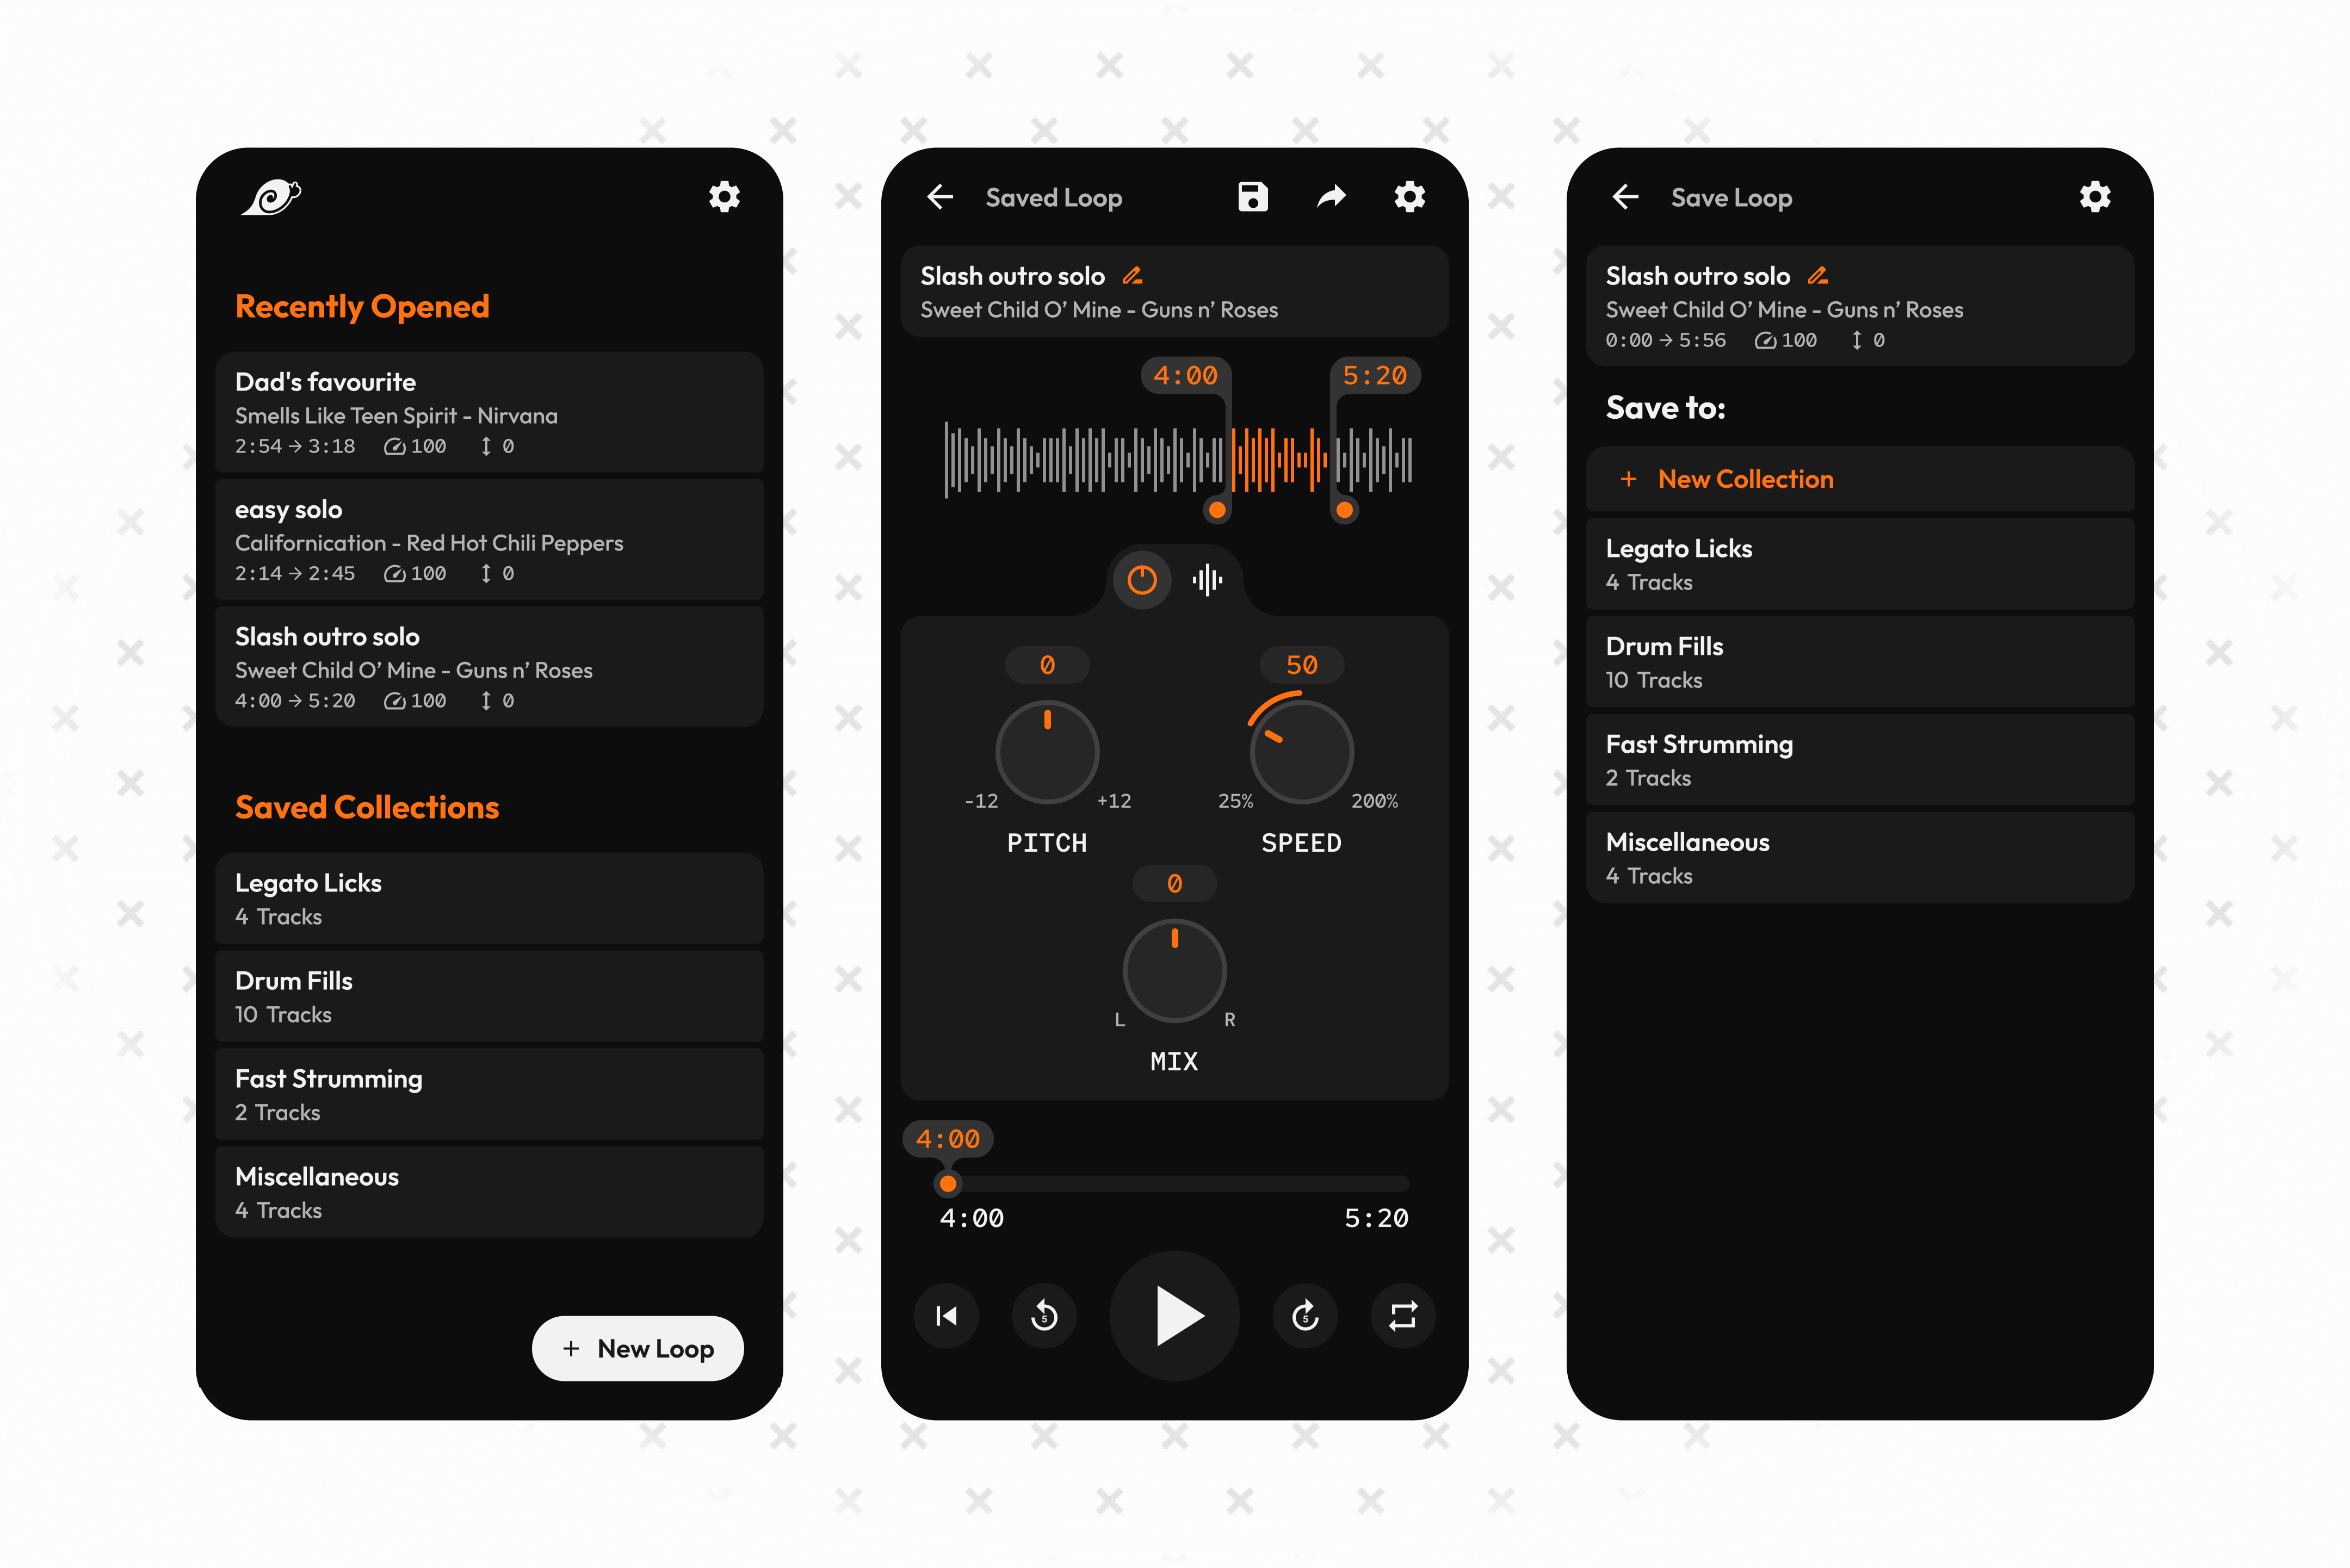 Recently Opened
Dad's favourite
Smells Like Teen Spirit - Nirvana
2:54 → 3:18 100 0
easy solo
Californication - Red Hot Chili Peppers
2:14 → 2:45 100 0
Slash outro solo
Sweet Child O’ Mine - Guns n’ Roses
4:00 → 5:20 100 0
Saved Collections
Legato Licks
4 Tracks
Drum Fills
10 Tracks
Fast Strumming
2 Tracks
Miscellaneous
4 Tracks
+ New Loop
Saved Loop
Slash outro solo
Sweet Child O’ Mine - Guns n’ Roses
4:00 5:20
0 50
-12 +12 25% 200%
PITCH SPEED
0
L R
MIX
4:00
4:00 5:20
5 5
Save Loop
Slash outro solo
Sweet Child O’ Mine - Guns n’ Roses
0:00 → 5:56 100 0
Save to:
+ New Collection
Legato Licks
4 Tracks
Drum Fills
10 Tracks
Fast Strumming
2 Tracks
Miscellaneous
4 Tracks